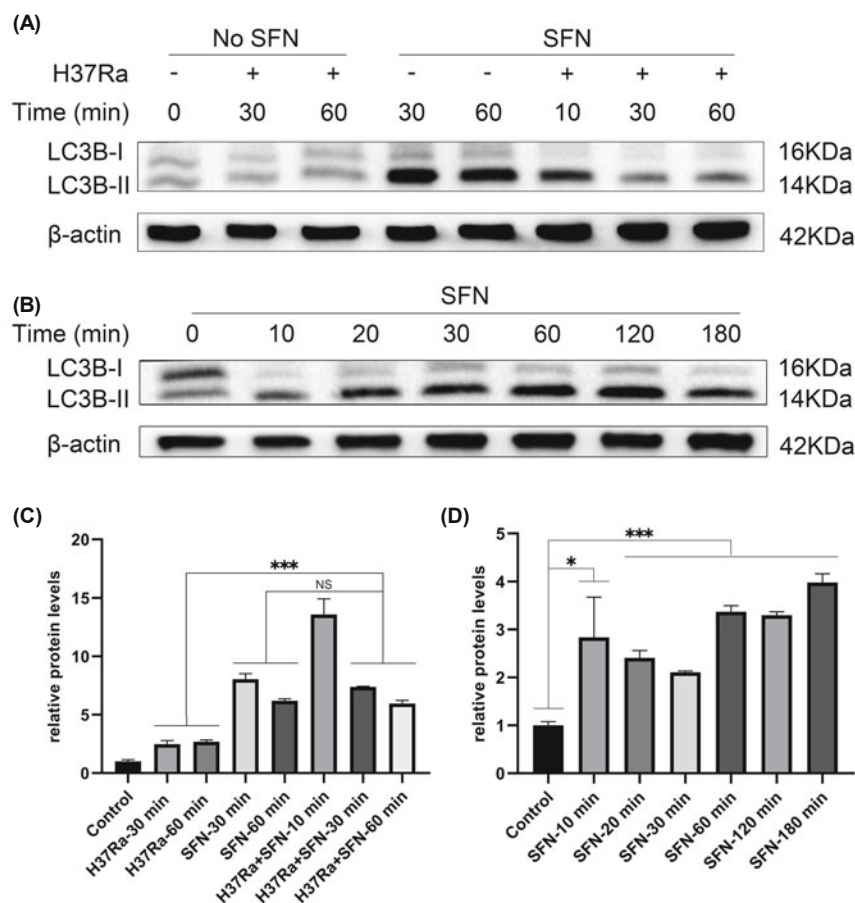 (A)
No SFN SFN
H37Ra - + + - - + + +
Time (min) 0 30 60 30 60 10 30 60
LC3B-I 16KDa
LC3B-II 14KDa
β-actin 42KDa
(B)
SFN
Time (min) 0 10 20 30 60 120 180
LC3B-I 16KDa
LC3B-II 14KDa
β-actin 42KDa
(C)
relative protein levels
20
15
10
5
0
***
NS
Control
H37Ra-30 min
H37Ra-60 min
SFN-30 min
SFN-60 min
H37Ra+SFN-10 min
H37Ra+SFN-30 min
H37Ra+SFN-60 min
(D)
relative protein levels
5
4
3
2
1
0
***
*
Control
SFN-10 min
SFN-20 min
SFN-30 min
SFN-60 min
SFN-120 min
SFN-180 min